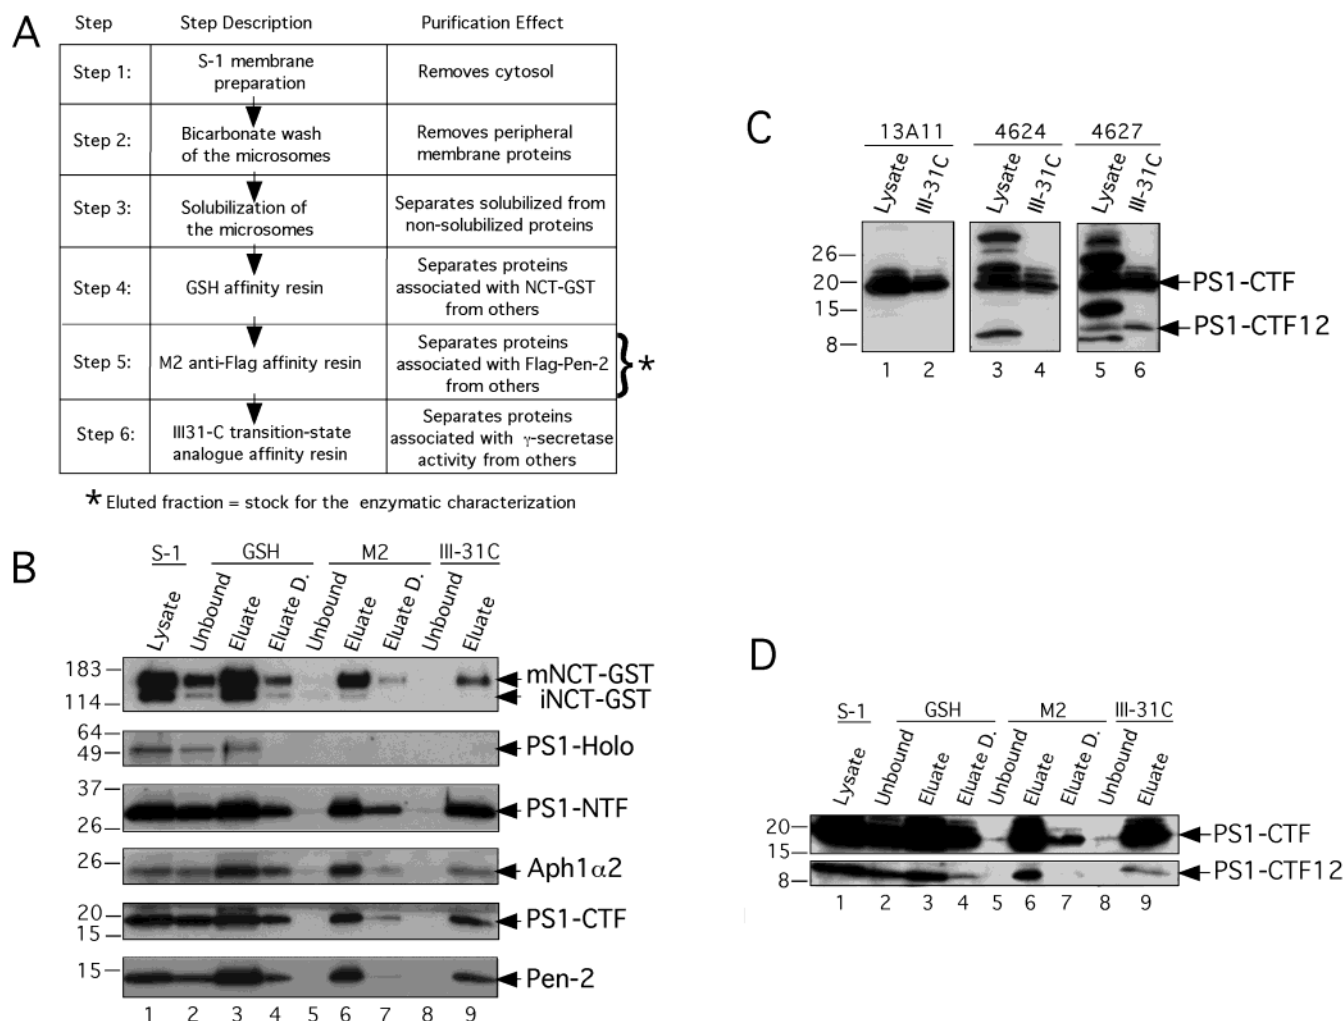 A
Step Step Description Purification Effect
Step 1: S-1 membrane preparation Removes cytosol
Step 2: Bicarbonate wash of the microsomes Removes peripheral membrane proteins
Step 3: Solubilization of the microsomes Separates solubilized from non-solubilized proteins
Step 4: GSH affinity resin Separates proteins associated with NCT-GST from others
Step 5: M2 anti-Flag affinity resin Separates proteins associated with Flag-Pen-2 from others } *
Step 6: III31-C transition-state analogue affinity resin Separates proteins associated with γ-secretase activity from others
* Eluted fraction = stock for the enzymatic characterization
B
S-1 GSH M2 III-31C
Lysate Unbound Eluate Eluate D. Unbound Eluate Eluate D. Unbound Eluate
183 mNCT-GST
114 iNCT-GST
64
49 PS1-Holo
37
26 PS1-NTF
26 Aph1α2
20 PS1-CTF
15
15 Pen-2
1 2 3 4 5 6 7 8 9
C
13A11 4624 4627
Lysate III-31C Lysate III-31C Lysate III-31C
26
20 PS1-CTF
15
PS1-CTF12
8
1 2 3 4 5 6
D
S-1 GSH M2 III-31C
Lysate Unbound Eluate Eluate D. Unbound Eluate Eluate D. Unbound Eluate
20 PS1-CTF
15
8 PS1-CTF12
1 2 3 4 5 6 7 8 9